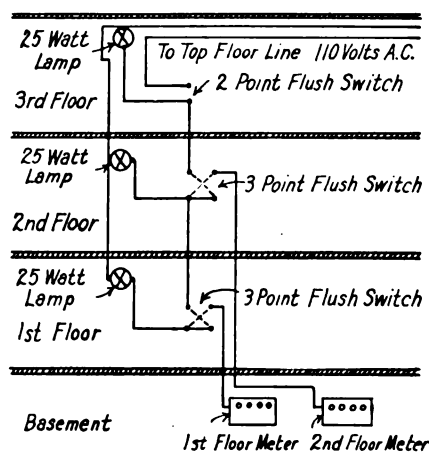 25 Watt
Lamp
To Top Floor Line 110 Volts A.C.
2 Point Flush Switch
3rd Floor
25 Watt
Lamp
3 Point Flush Switch
2nd Floor
25 Watt
Lamp
3 Point Flush Switch
1st Floor
Basement
1st Floor Meter
2nd Floor Meter